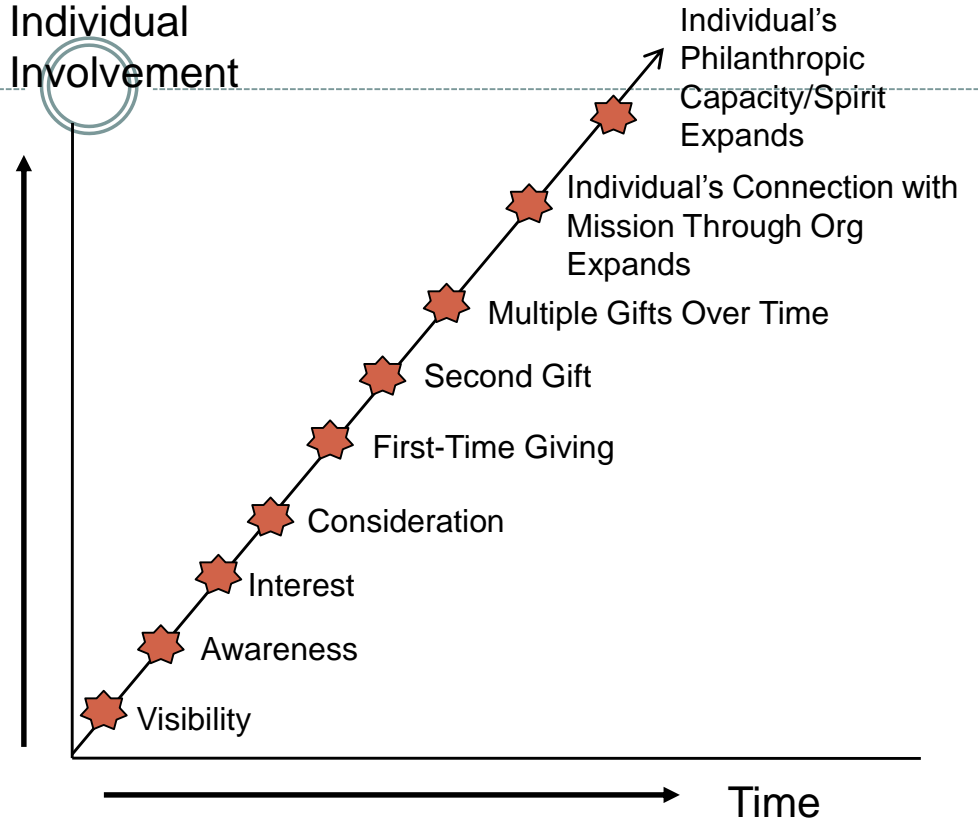 Individual
Involvement
Individual’s
Philanthropic
Capacity/Spirit
Expands
Individual’s Connection with
Mission Through Org
Expands
Multiple Gifts Over Time
Second Gift
First-Time Giving
Consideration
Interest
Awareness
Visibility
Time